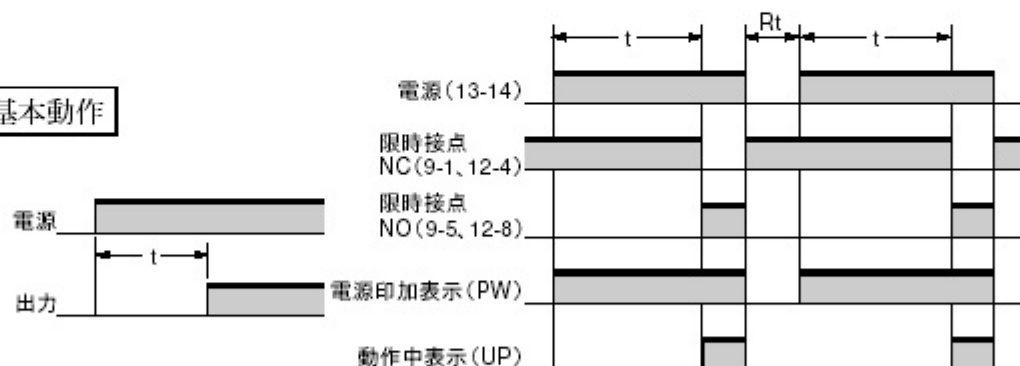 基本動作
電源
t
出力
t
Rt
t
電源(13-14)
限時接点
NC(9-1、12-4)
限時接点
NO(9-5、12-8)
電源印加表示(PW)
動作中表示(UP)